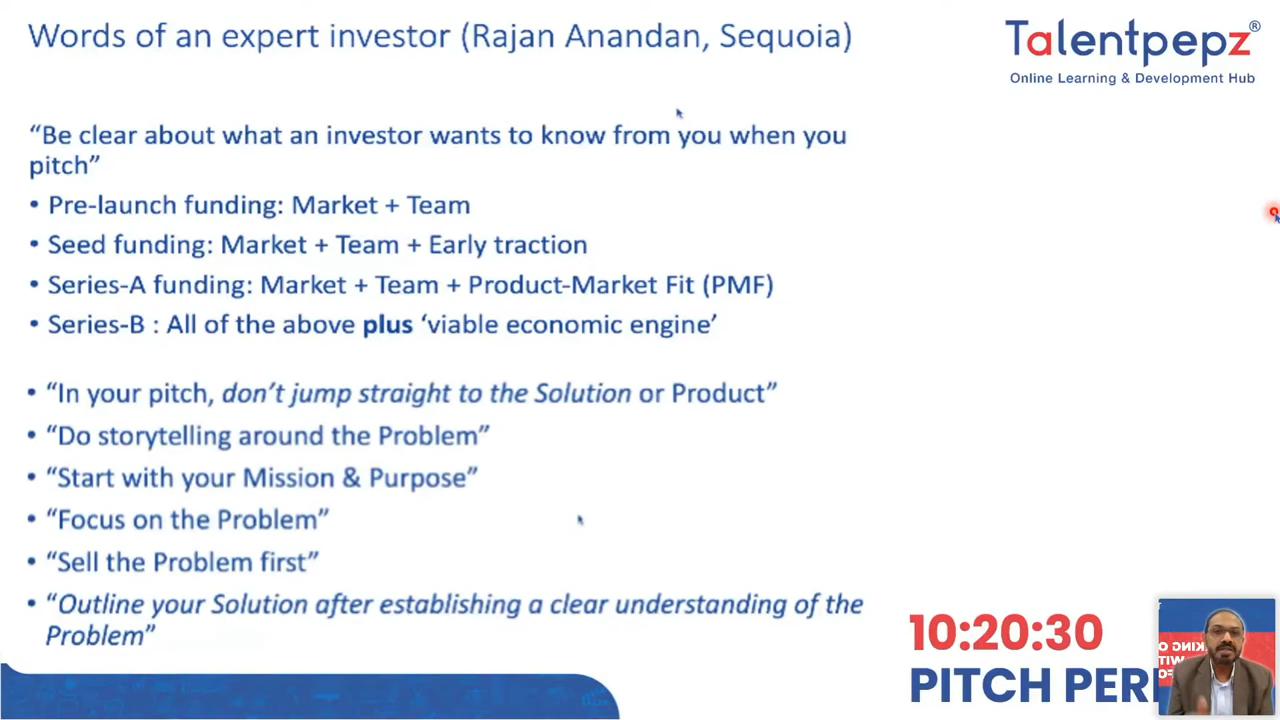 Words of an expert investor (Rajan Anandan, Sequoia)
Talentpepz®
Online Learning & Development Hub
“Be clear about what an investor wants to know from you when you
pitch”
• Pre-launch funding: Market + Team
• Seed funding: Market + Team + Early traction
• Series-A funding: Market + Team + Product-Market Fit (PMF)
• Series-B : All of the above plus ‘viable economic engine’
• “In your pitch, don’t jump straight to the Solution or Product”
• “Do storytelling around the Problem”
• “Start with your Mission & Purpose”
• “Focus on the Problem”
• “Sell the Problem first”
• “Outline your Solution after establishing a clear understanding of the
Problem”
10:20:30
PITCH PER